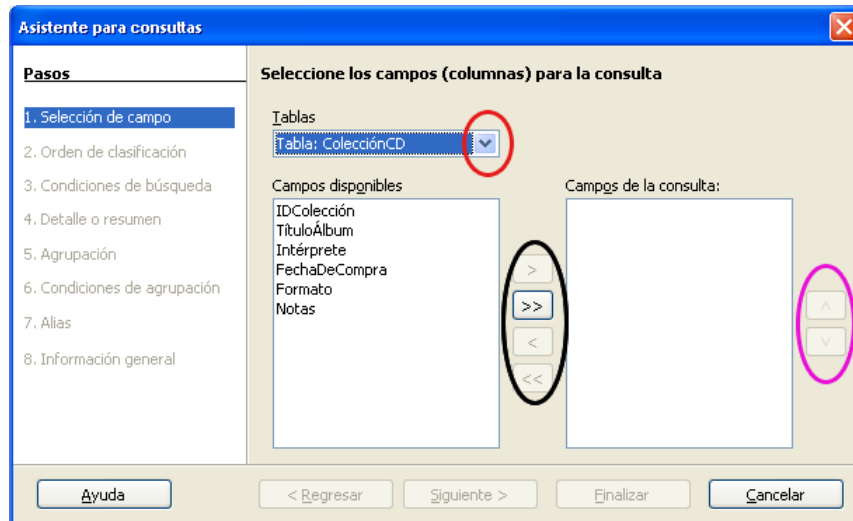 Asistente para consulttas
Pasos
1. Selección de campo
2. Orden de clasificación
3. Condiciones de búsqueda
4. Detalle o resumen
5. Agrupación
6. Condiciones de agrupación
7. Alias
8. Información general
Seleccione los campos (columnas) para la consulta
Tablas
Tabla: ColecciónCD
Campos disponibles
IDColección
TítuloÁlbum
Intérprete
FechaDeCompra
Formato
Notas
>
>>
<
<<
Campos de la consulta:
Ayuda
< Regresar
Siguiente >
Finalizar
Cancelar